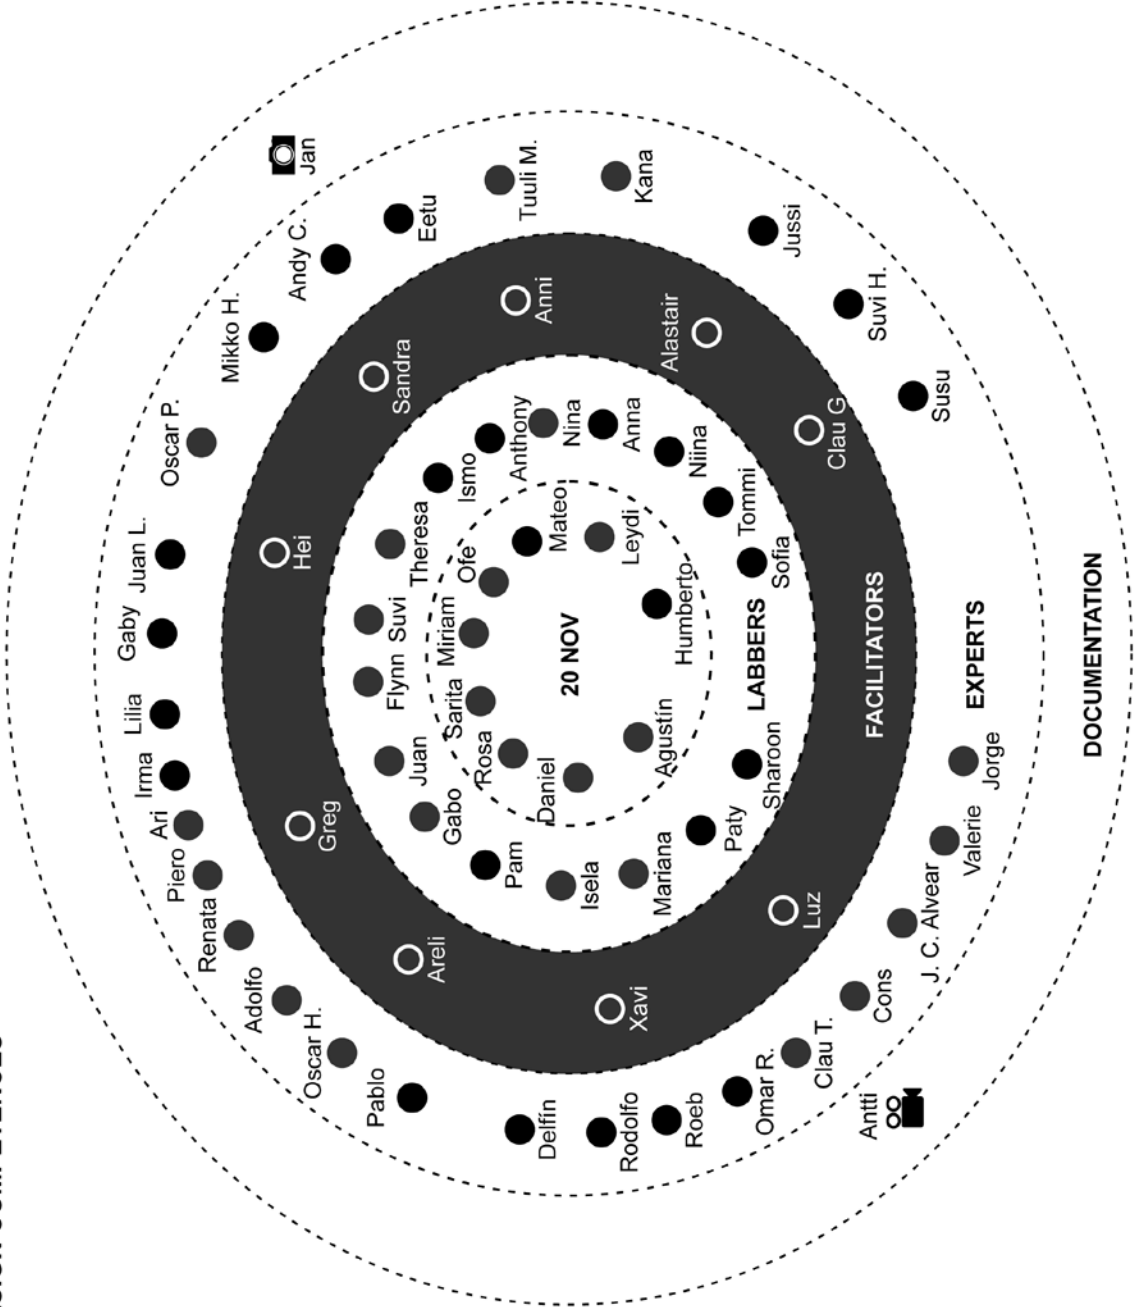 Jan
Andy C.
Eetu
Tuuli M.
Kana
Mikko H.
Jussi
Suvi H.
Susu
Oscar P.
Juan L.
Gaby
Lilia
Irma
Ari
Piero
Renata
Adolfo
Oscar H.
Pablo
Delfín
Rodolfo
Roeb
Omar R.
Clau T.
Cons
J. C. Alvear
Valerie
Jorge
Antti
Anni
Sandra
Alastair
Clau G
Hei
Greg
Areli
Xavi
Luz
Anthony
Nina
Anna
Niina
Ismo
Tommi
Sofia
Theresa
Suvi
Flynn
Juan
Gabo
Pam
Isela
Mariana
Paty
Sharoon
Ofe
Mateo
Leydi
Miriam
Humberto
Sarita
Rosa
Daniel
Agustín
20 NOV
LABBERS
FACILITATORS
EXPERTS
DOCUMENTATION